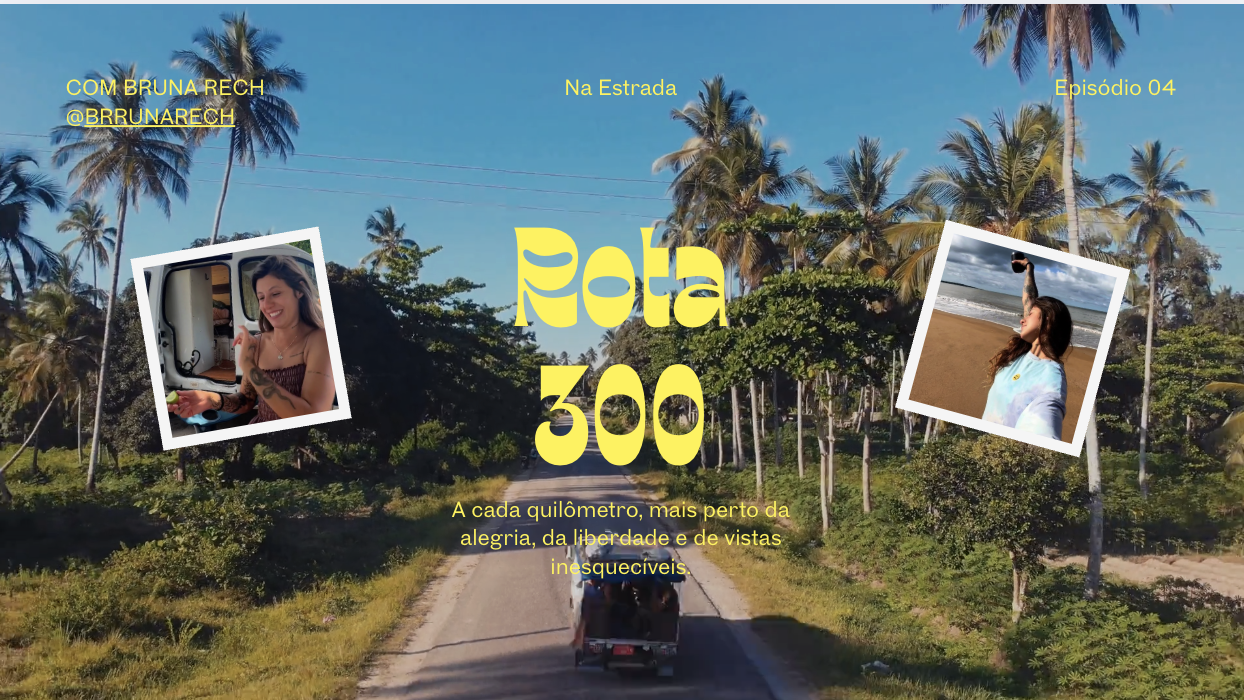 COM BRUNA RECH
@BRRUNARECH
Na Estrada
Episódio 04
Rota
300
A cada quilômetro, mais perto da
alegria, da liberdade e de vistas
inesquecíveis.